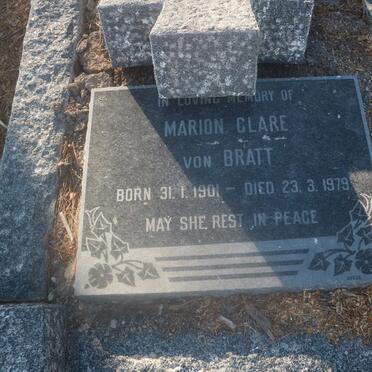 IN LOVING MEMORY OF
MARION CLARE
VON BRATT
BORN 31.1.1901 – DIED 23.3.1979
MAY SHE REST IN PEACE